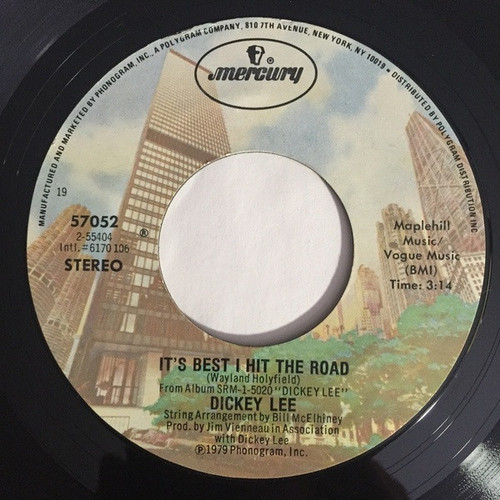 MANUFACTURED AND MARKETED BY PHONOGRAM, INC., A POLYGRAM COMPANY, 810 7TH AVENUE, NEW YORK, NY 10019 • DISTRIBUTED BY POLYGRAM DISTRIBUTION INC
®
mercury
19
57052
2-55404
Intl.=6170 106
STEREO
®
Maplehill
Music/
Vogue Music
(BMI)
Time: 3:14
IT'S BEST I HIT THE ROAD
(Wayland Holyfield)
From Album SRM-1-5020 "DICKEY LEE"
DICKEY LEE
String Arrangement by Bill McElhiney
Prod. by Jim Vienneau in Association
with Dickey Lee
℗1979 Phonogram, Inc.